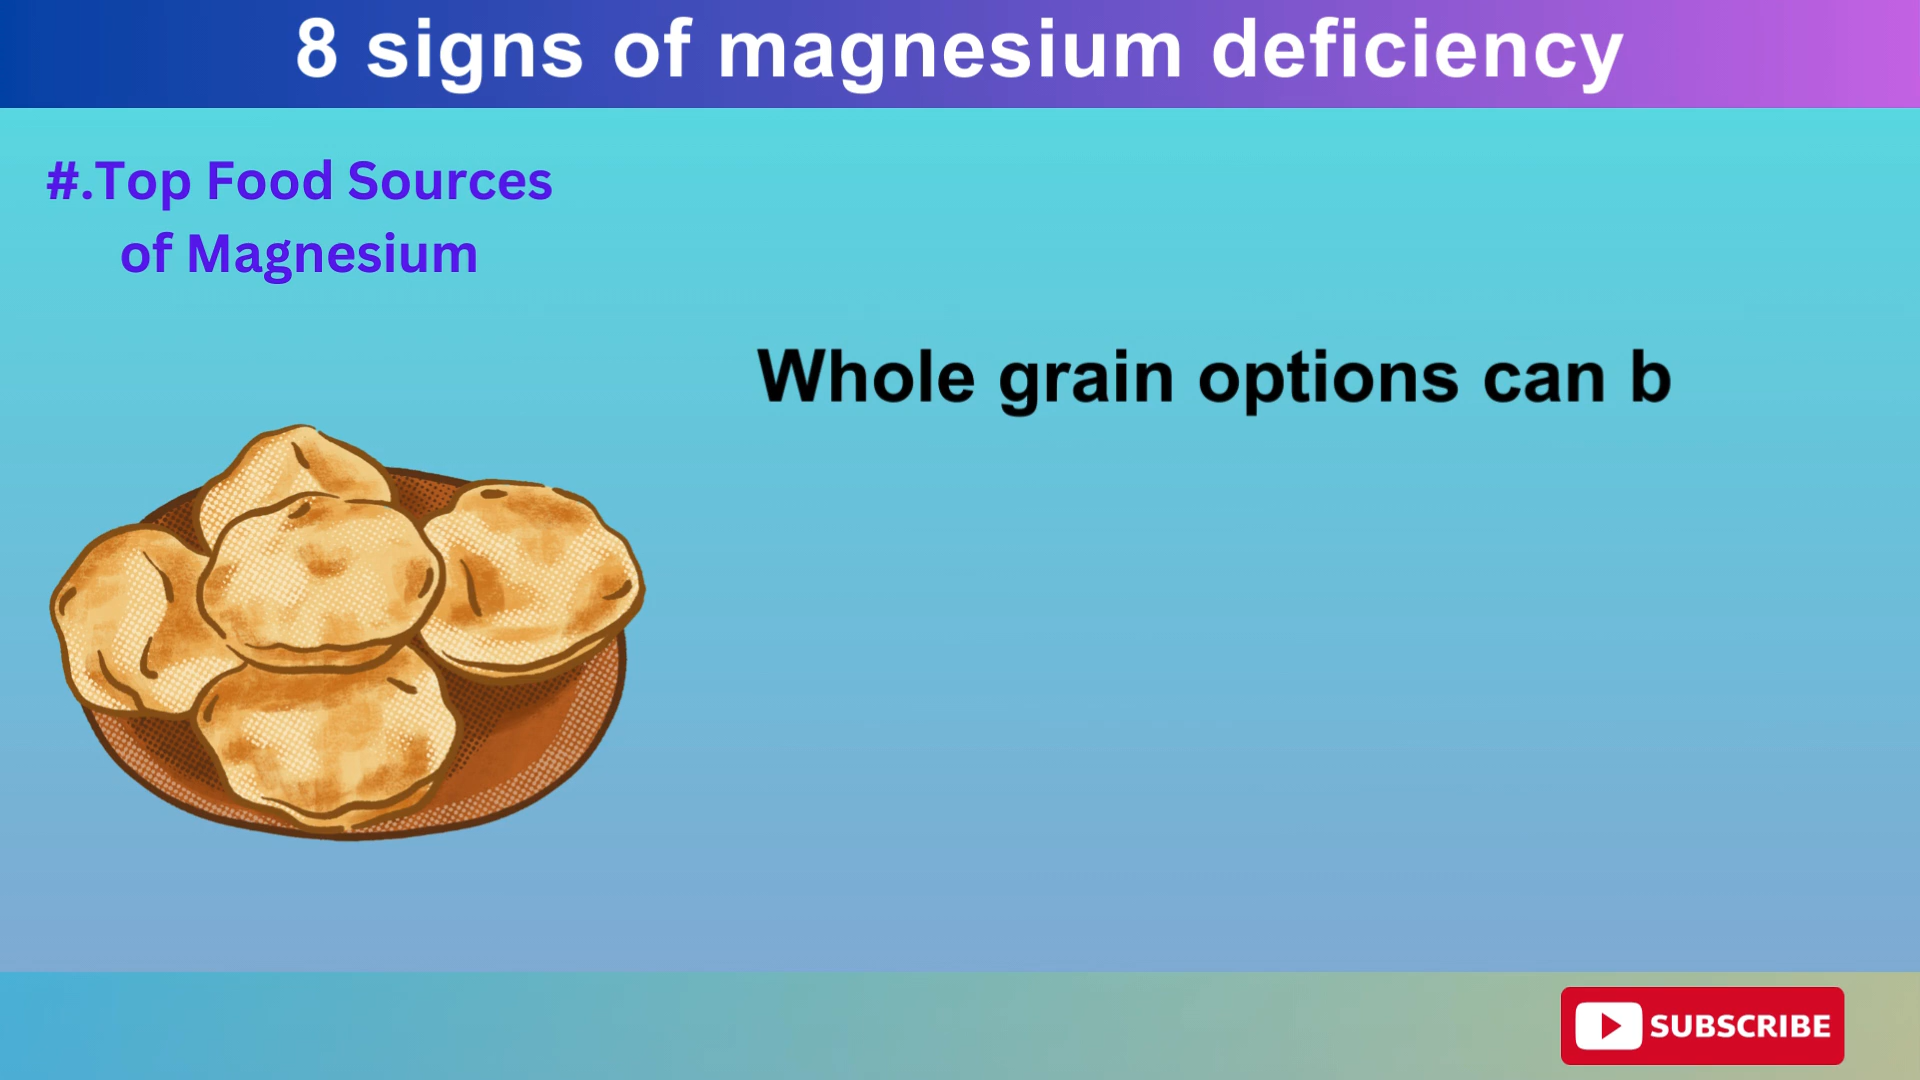 8 signs of magnesium deficiency
#.Top Food Sources
of Magnesium
Whole grain options can b
SUBSCRIBE